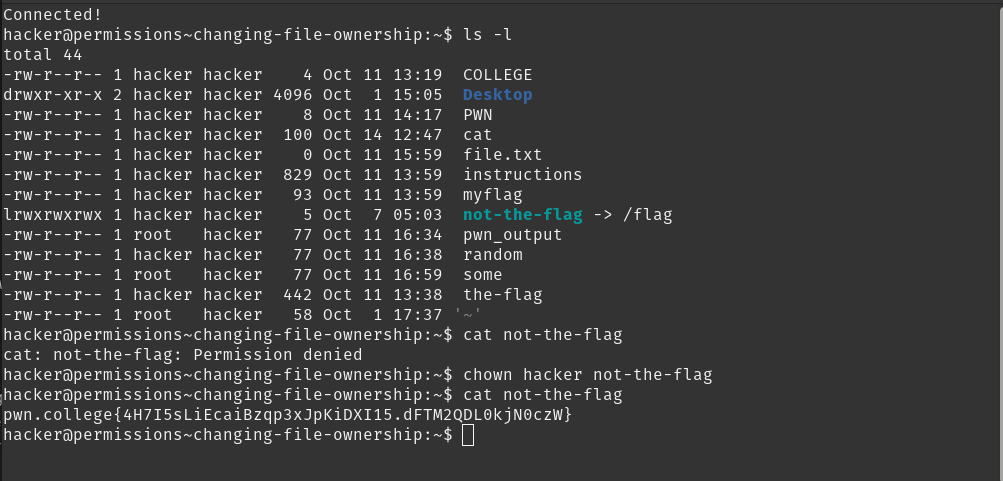 Connected!
hacker@permissions~changing-file-ownership:~$ ls -l
total 44
-rw-r--r-- 1 hacker hacker    4 Oct 11 13:19  COLLEGE
drwxr-xr-x 2 hacker hacker 4096 Oct  1 15:05  Desktop
-rw-r--r-- 1 hacker hacker    8 Oct 11 14:17  PWN
-rw-r--r-- 1 hacker hacker  100 Oct 14 12:47  cat
-rw-r--r-- 1 hacker hacker    0 Oct 11 15:59  file.txt
-rw-r--r-- 1 hacker hacker  829 Oct 11 13:59  instructions
-rw-r--r-- 1 hacker hacker   93 Oct 11 13:59  myflag
lrwxrwxrwx 1 hacker hacker    5 Oct  7 05:03  not-the-flag -> /flag
-rw-r--r-- 1 root   hacker   77 Oct 11 16:34  pwn_output
-rw-r--r-- 1 hacker hacker   77 Oct 11 16:38  random
-rw-r--r-- 1 root   hacker   77 Oct 11 16:59  some
-rw-r--r-- 1 hacker hacker  442 Oct 11 13:38  the-flag
-rw-r--r-- 1 root   hacker   58 Oct  1 17:37 '~'
hacker@permissions~changing-file-ownership:~$ cat not-the-flag
cat: not-the-flag: Permission denied
hacker@permissions~changing-file-ownership:~$ chown hacker not-the-flag
hacker@permissions~changing-file-ownership:~$ cat not-the-flag
pwn.college{4H7I5sLiEcaiBzqp3xJpKiDXI15.dFTM2QDL0kjN0czW}
hacker@permissions~changing-file-ownership:~$